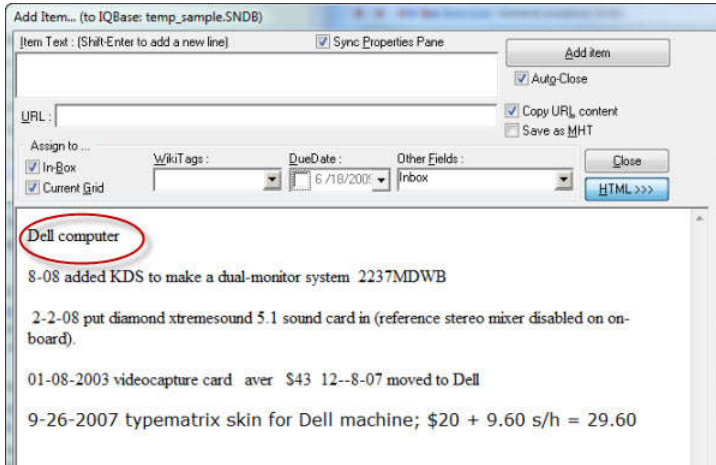 Add Item... (to IQBase: temp_sample.SNDB)
Item Text : (Shift-Enter to add a new line)
Sync Properties Pane
Add item
Auto-Close
URL :
Copy URL content
Save as MHT
Assign to ...
In-Box
Current Grid
WikiTags :
DueDate :
6 /18/2009
Other Fields :
Inbox
Close
HTML >>>
Dell computer
8-08 added KDS to make a dual-monitor system 2237MDWB
2-2-08 put diamond xtremesound 5.1 sound card in (reference stereo mixer disabled on on-
board).
01-08-2003 videocapture card aver $43 12--8-07 moved to Dell
9-26-2007 typematrix skin for Dell machine; $20 + 9.60 s/h = 29.60